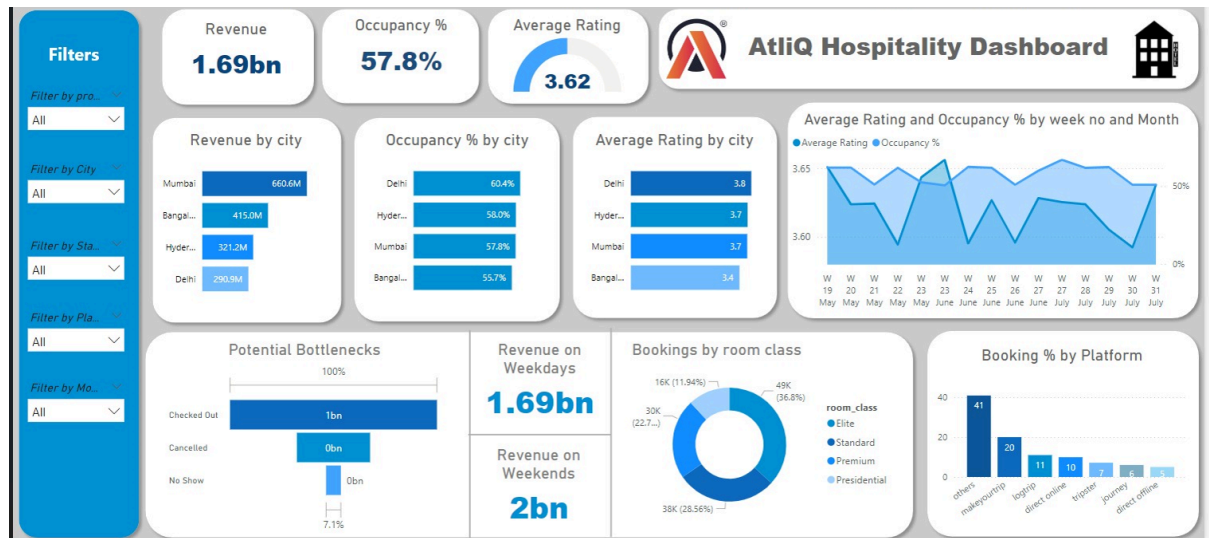 Filters
Filter by pro...
All
Filter by City
All
Filter by Sta...
All
Filter by Pla...
All
Filter by Mo...
All
Revenue
1.69bn
Occupancy %
57.8%
Average Rating
3.62
®
AtliQ Hospitality Dashboard
Revenue by city
Mumbai 660.6M
Bangal... 415.0M
Hyder... 321.2M
Delhi 290.9M
Occupancy % by city
Delhi 60.4%
Hyder... 58.0%
Mumbai 57.8%
Bangal... 55.7%
Average Rating by city
Delhi 3.8
Hyder... 3.7
Mumbai 3.7
Bangal... 3.4
Average Rating and Occupancy % by week no and Month
Average Rating Occupancy %
3.65
50%
3.60
0%
W W W W W W W W W W W W W W W
19 20 21 22 23 23 24 25 26 27 27 28 29 30 31
May May May May May June June June June June July July July July July
Potential Bottlenecks
100%
Checked Out 1bn
Cancelled 0bn
No Show 0bn
7.1%
Revenue on
Weekdays
1.69bn
Revenue on
Weekends
2bn
Bookings by room class
16K (11.94%)
49K
(36.8%)
30K
(22.7...)
38K (28.56%)
room_class
Elite
Standard
Premium
Presidential
Booking % by Platform
40
20
0
41 20 11 10 7 6 5
others makeyourtrip logtrip direct online tripster journey direct offline